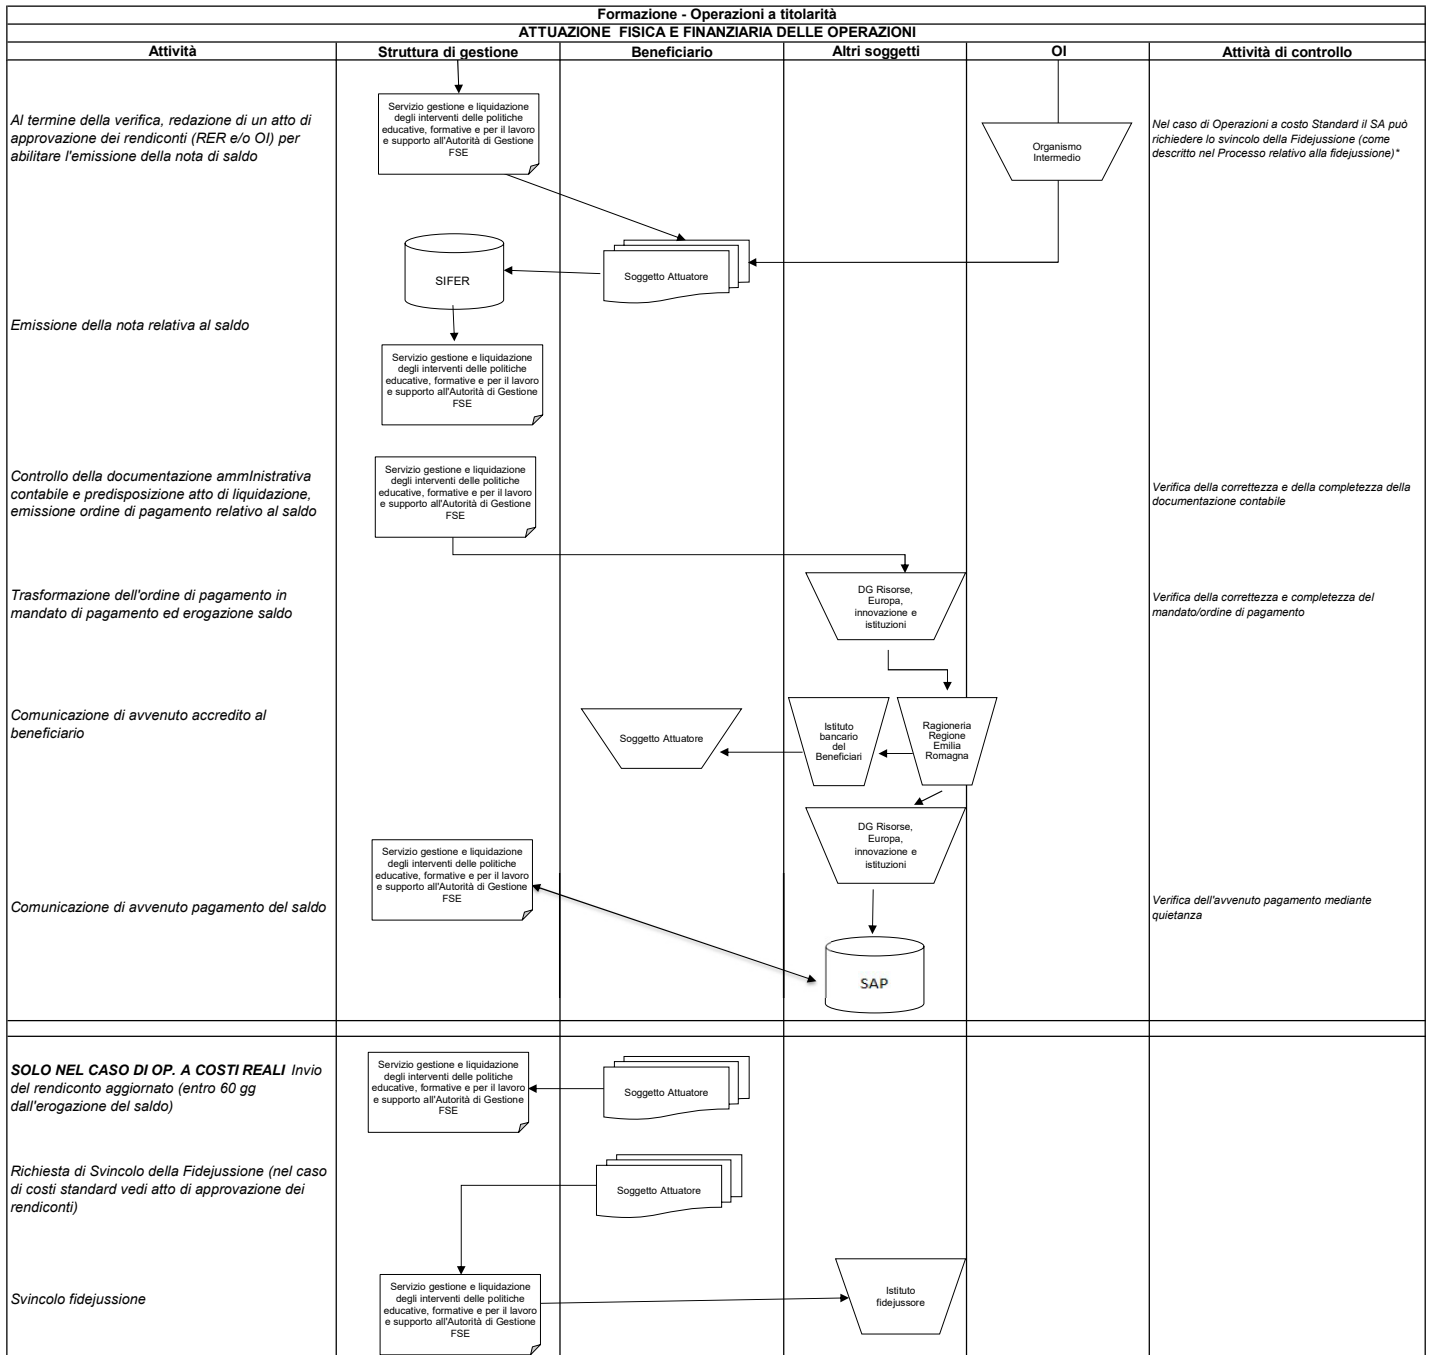 Formazione - Operazioni a titolarità
ATTUAZIONE FISICA E FINANZIARIA DELLE OPERAZIONI
Attività
Struttura di gestione
Beneficiario
Altri soggetti
OI
Attività di controllo
Al termine della verifica, redazione di un atto di
approvazione dei rendiconti (RER e/o OI) per
abilitare l'emissione della nota di saldo
Servizio gestione e liquidazione
degli interventi delle politiche
educative, formative e per il lavoro
e supporto all'Autorità di Gestione
FSE
Organismo
Intermedio
Nel caso di Operazioni a costo Standard il SA può
richiedere lo svincolo della Fidejussione (come
descritto nel Processo relativo alla fidejussione)*
SIFER
Soggetto Attuatore
Emissione della nota relativa al saldo
Servizio gestione e liquidazione
degli interventi delle politiche
educative, formative e per il lavoro
e supporto all'Autorità di Gestione
FSE
Controllo della documentazione ammInistrativa
contabile e predisposizione atto di liquidazione,
emissione ordine di pagamento relativo al saldo
Servizio gestione e liquidazione
degli interventi delle politiche
educative, formative e per il lavoro
e supporto all'Autorità di Gestione
FSE
Verifica della correttezza e della completezza della
documentazione contabile
Trasformazione dell'ordine di pagamento in
mandato di pagamento ed erogazione saldo
DG Risorse,
Europa,
innovazione e
istituzioni
Verifica della correttezza e completezza del
mandato/ordine di pagamento
Comunicazione di avvenuto accredito al
beneficiario
Soggetto Attuatore
Istituto
bancario
del
Beneficiari
Ragioneria
Regione
Emilia
Romagna
DG Risorse,
Europa,
innovazione e
istituzioni
Comunicazione di avvenuto pagamento del saldo
Servizio gestione e liquidazione
degli interventi delle politiche
educative, formative e per il lavoro
e supporto all'Autorità di Gestione
FSE
Verifica dell'avvenuto pagamento mediante
quietanza
SAP
SOLO NEL CASO DI OP. A COSTI REALI Invio
del rendiconto aggiornato (entro 60 gg
dall'erogazione del saldo)
Servizio gestione e liquidazione
degli interventi delle politiche
educative, formative e per il lavoro
e supporto all'Autorità di Gestione
FSE
Soggetto Attuatore
Richiesta di Svincolo della Fidejussione (nel caso
di costi standard vedi atto di approvazione dei
rendiconti)
Soggetto Attuatore
Svincolo fidejussione
Servizio gestione e liquidazione
degli interventi delle politiche
educative, formative e per il lavoro
e supporto all'Autorità di Gestione
FSE
Istituto
fidejussore